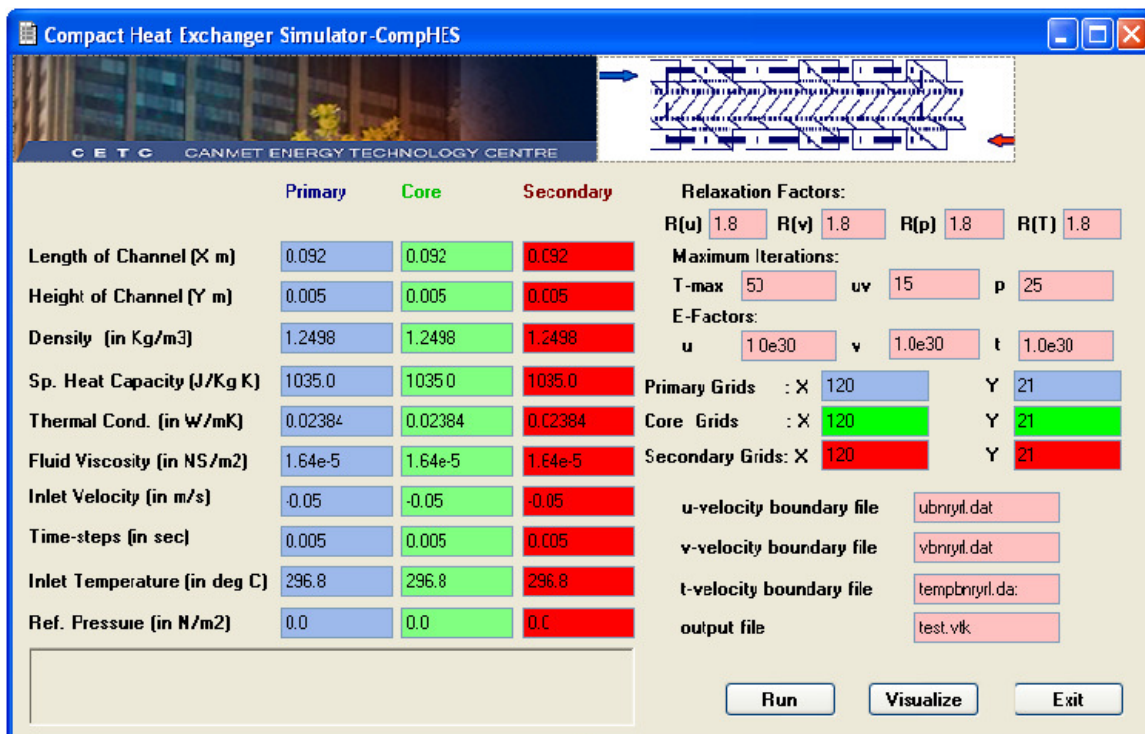 Compact Heat Exchanger Simulator-CompHES
C E T C CANMET ENERGY TECHNOLOGY CENTRE
Primary Core Secondary
Length of Channel (X m) 0.092 0.092 0.092
Height of Channel (Y m) 0.005 0.005 0.005
Density (in Kg/m3) 1.2498 1.2498 1.2498
Sp. Heat Capacity (J/Kg K) 1035.0 1035.0 1035.0
Thermal Cond. (in W/mK) 0.02384 0.02384 0.02384
Fluid Viscosity (in NS/m2) 1.64e-5 1.64e-5 1.64e-5
Inlet Velocity (in m/s) -0.05 -0.05 -0.05
Time-steps (in sec) 0.005 0.005 0.005
Inlet Temperature (in deg C) 296.8 296.8 296.8
Ref. Pressure (in N/m2) 0.0 0.0 0.0
Relaxation Factors:
R(u) 1.8 R(v) 1.8 R(p) 1.8 R(T) 1.8
Maximum Iterations:
T-max 50 uv 15 p 25
E-Factors:
u 1.0e30 v 1.0e30 t 1.0e30
Primary Grids : X 120 Y 21
Core Grids : X 120 Y 21
Secondary Grids: X 120 Y 21
u-velocity boundary file
v-velocity boundary file
t-velocity boundary file
output file test.vtk
Run Visualize Exit